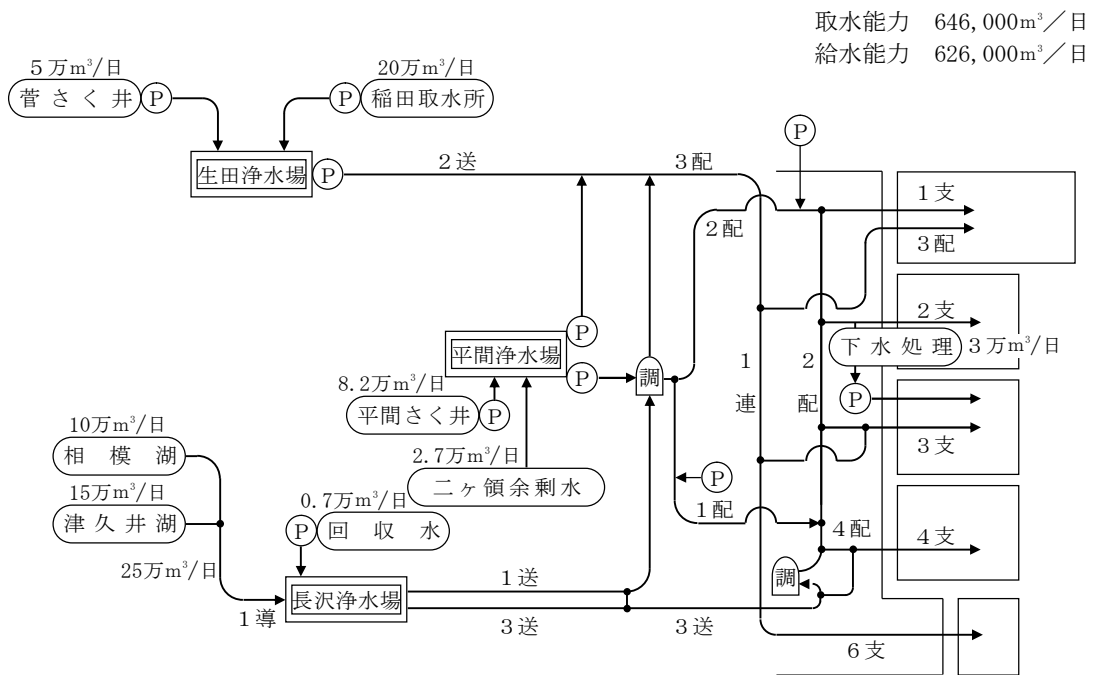 取水能力　646,000m³／日
給水能力　626,000m³／日
５万m³/日
菅さく井
P
20万m³/日
P
稲田取水所
生田浄水場
P
２送
３配
P
２配
１支
３配
２支
下水処理
３万m³/日
P
１連
２配
３支
平間浄水場
P
P
調
8.2万m³/日
平間さく井
P
2.7万m³/日
二ヶ領余剰水
10万m³/日
相模湖
15万m³/日
津久井湖
25万m³/日
１導
0.7万m³/日
P
回収水
長沢浄水場
１送
３送
３送
P
１配
４配
調
４支
６支